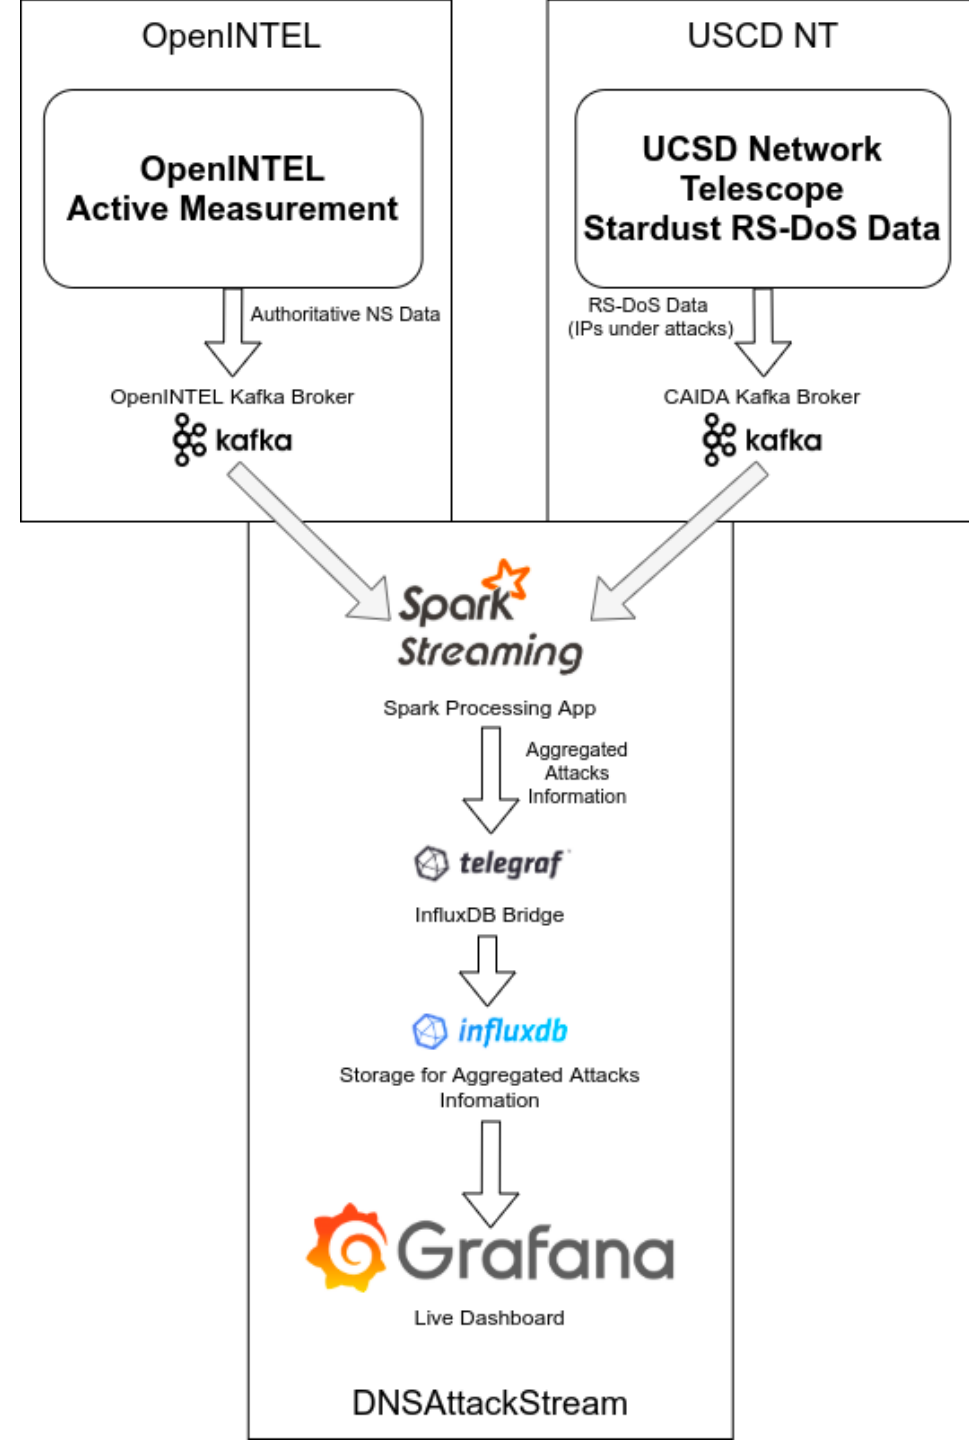 OpenINTEL
OpenINTEL
Active Measurement
Authoritative NS Data
OpenINTEL Kafka Broker
kafka
USCD NT
UCSD Network
Telescope
Stardust RS-DoS Data
RS-DoS Data
(IPs under attacks)
CAIDA Kafka Broker
kafka
Spark
Streaming
Spark Processing App
Aggregated
Attacks
Information
telegraf
InfluxDB Bridge
influxdb
Storage for Aggregated Attacks
Infomation
Grafana
Live Dashboard
DNSAttackStream